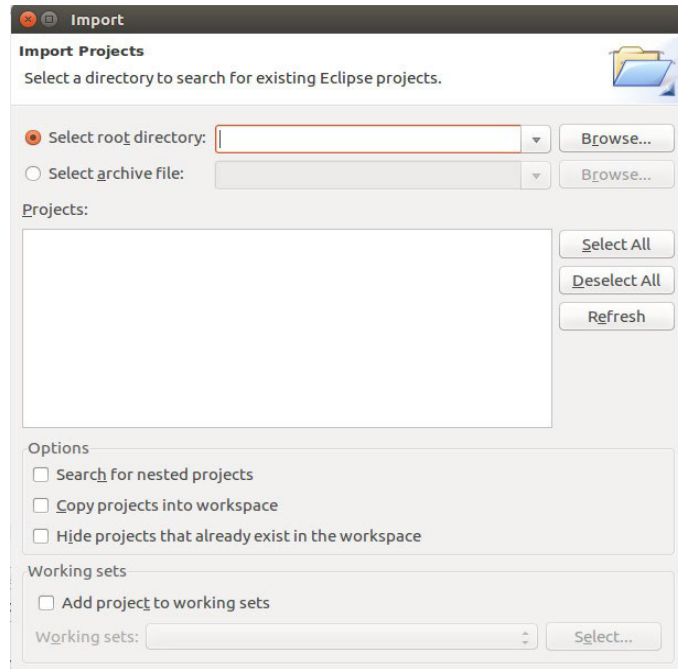 Import
Import Projects
Select a directory to search for existing Eclipse projects.
Select root directory: Browse...
Select archive file: Browse...
Projects:
Select All
Deselect All
Refresh
Options
Search for nested projects
Copy projects into workspace
Hide projects that already exist in the workspace
Working sets
Add project to working sets
Working sets: Select...